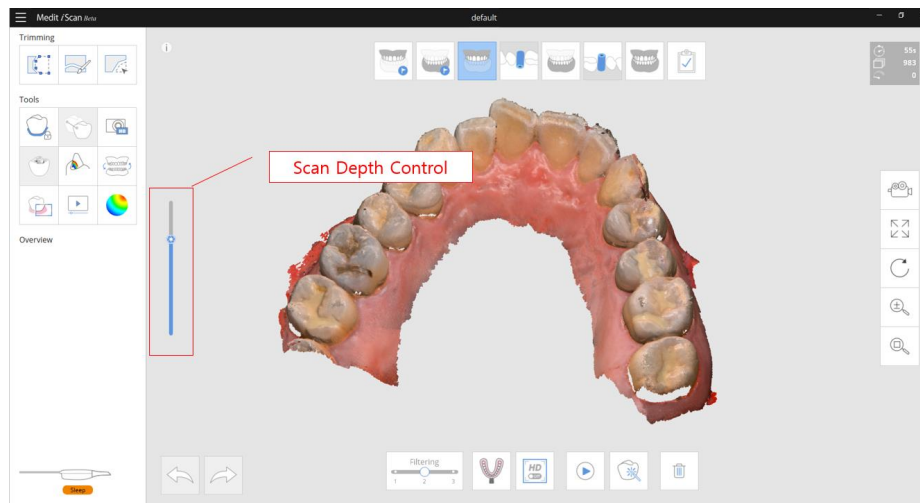 Medit /Scan Beta
default
Trimming
55s
983
0
Tools
HD
Scan Depth Control
Overview
Filtering
1 2 3
HD
Sleep